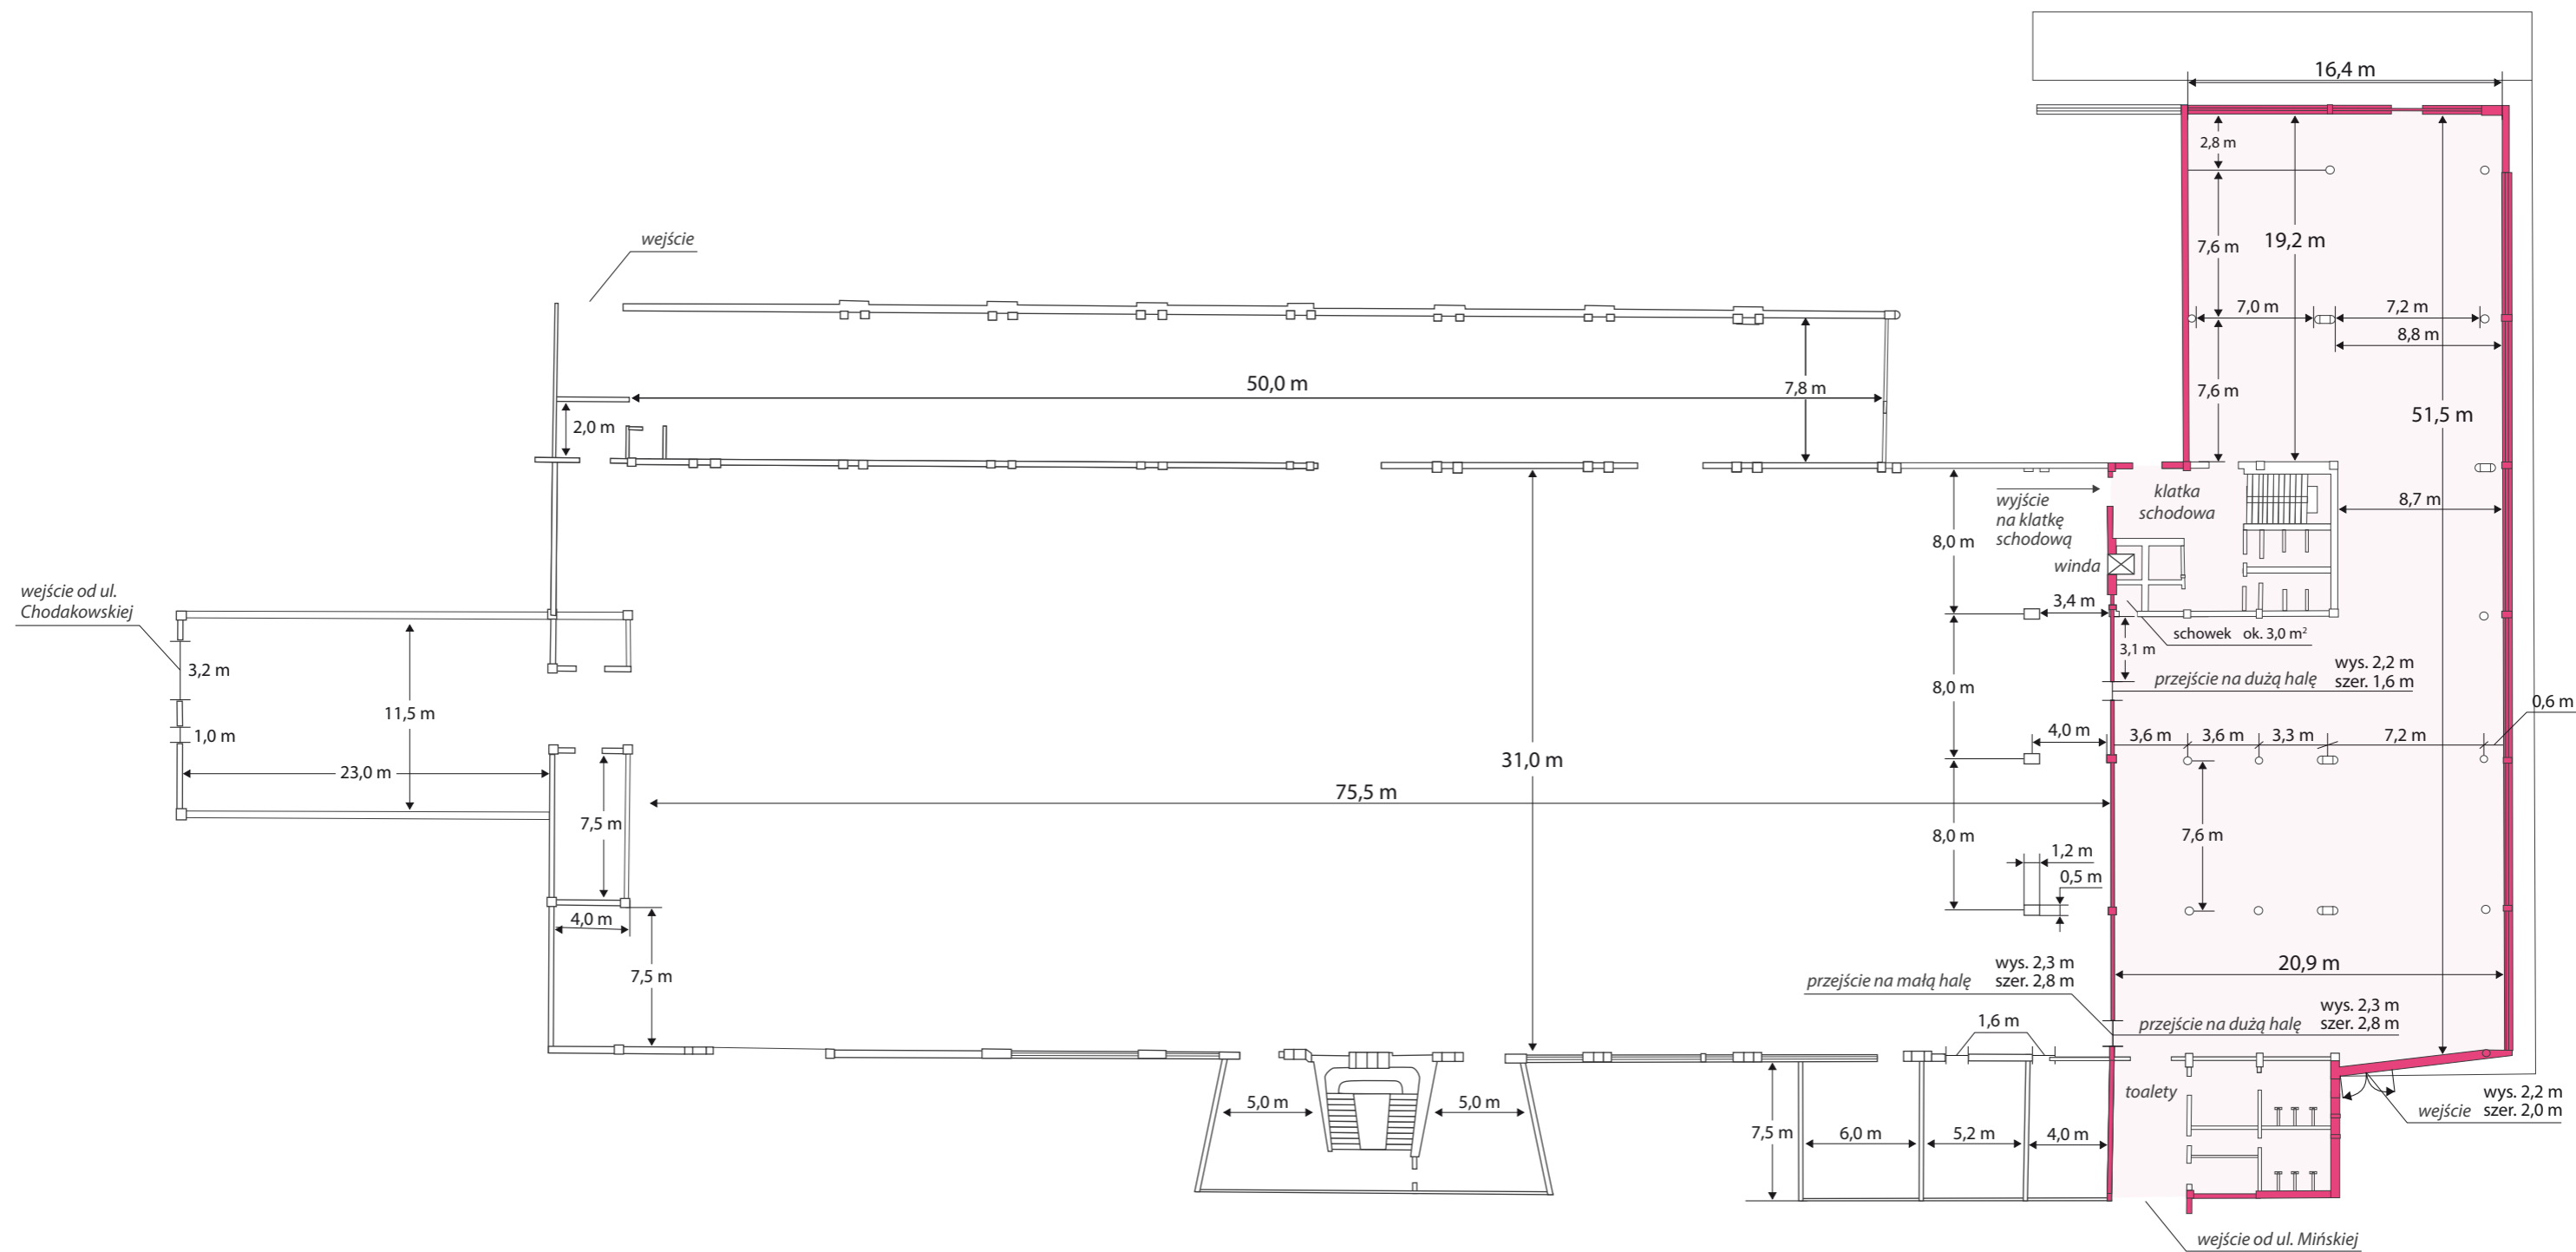 16,4 m
2,8 m
wejście
7,6 m
19,2 m
7,0 m
7,2 m
8,8 m
50,0 m
7,8 m
7,6 m
51,5 m
2,0 m
wyjście
na klatkę
schodową
klatka
schodowa
8,7 m
8,0 m
winda
wejście od ul.
Chodakowskiej
3,4 m
schowek ok. 3,0 m²
3,1 m
3,2 m
wys. 2,2 m
przejście na dużą halę szer. 1,6 m
8,0 m
0,6 m
11,5 m
1,0 m
4,0 m
3,6 m
3,6 m
3,3 m
7,2 m
23,0 m
31,0 m
75,5 m
7,5 m
8,0 m
7,6 m
1,2 m
0,5 m
4,0 m
7,5 m
20,9 m
wys. 2,3 m
przejście na małą halę szer. 2,8 m
wys. 2,3 m
przejście na dużą halę szer. 2,8 m
1,6 m
toalety
5,0 m
5,0 m
wys. 2,2 m
wejście szer. 2,0 m
7,5 m
6,0 m
5,2 m
4,0 m
wejście od ul. Mińskiej